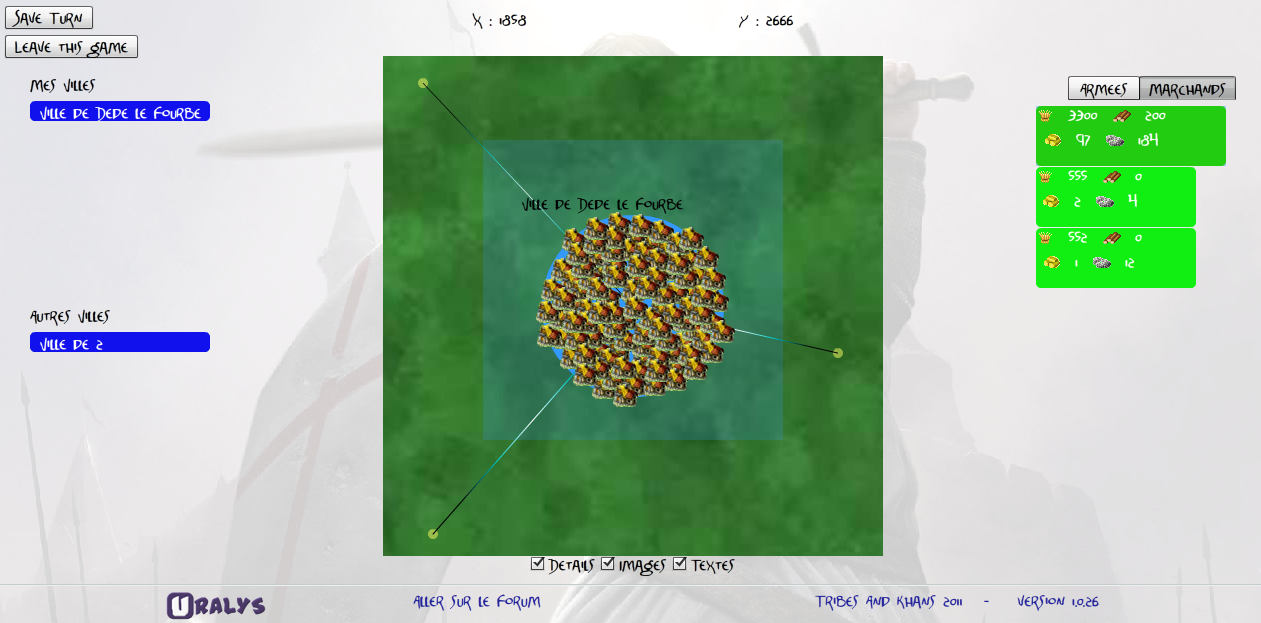 Save Turn
X : 1858
Y : 2666
Leave this game
Mes villes
Ville de Dede le Fourbe
Armees
Marchands
3300 200
97 184
555 0
2 4
552 0
1 12
Ville de Dede le Fourbe
Autres villes
Ville de 2
Details Images Textes
Uralys
Aller sur le forum
Tribes and Khans 2011 - version 1.0.26